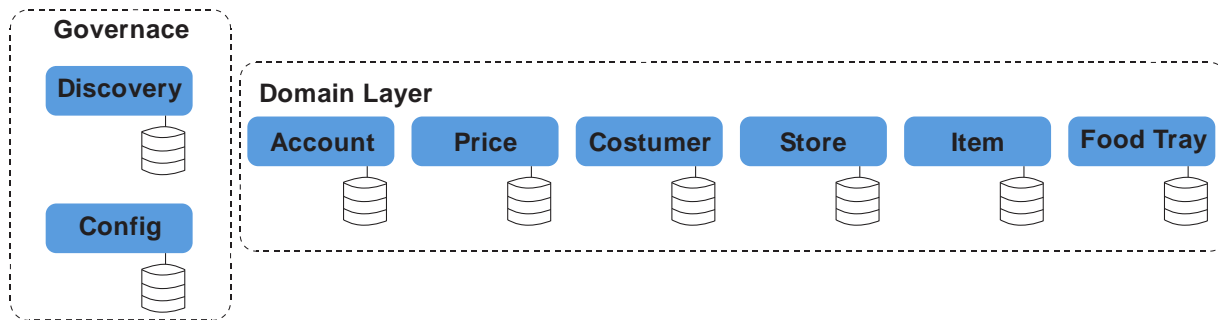 Governace
Discovery
Config
Domain Layer
Account
Price
Costumer
Store
Item
Food Tray